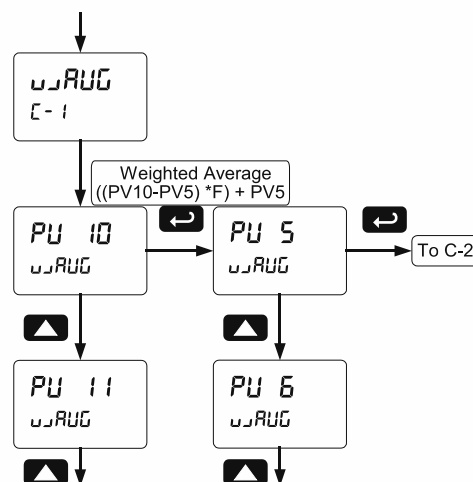 wAVG
C-1
Weighted Average
((PV10-PV5) *F) + PV5
PV 10
wAVG
PV 5
wAVG
To C-2
PV 11
wAVG
PV 6
wAVG